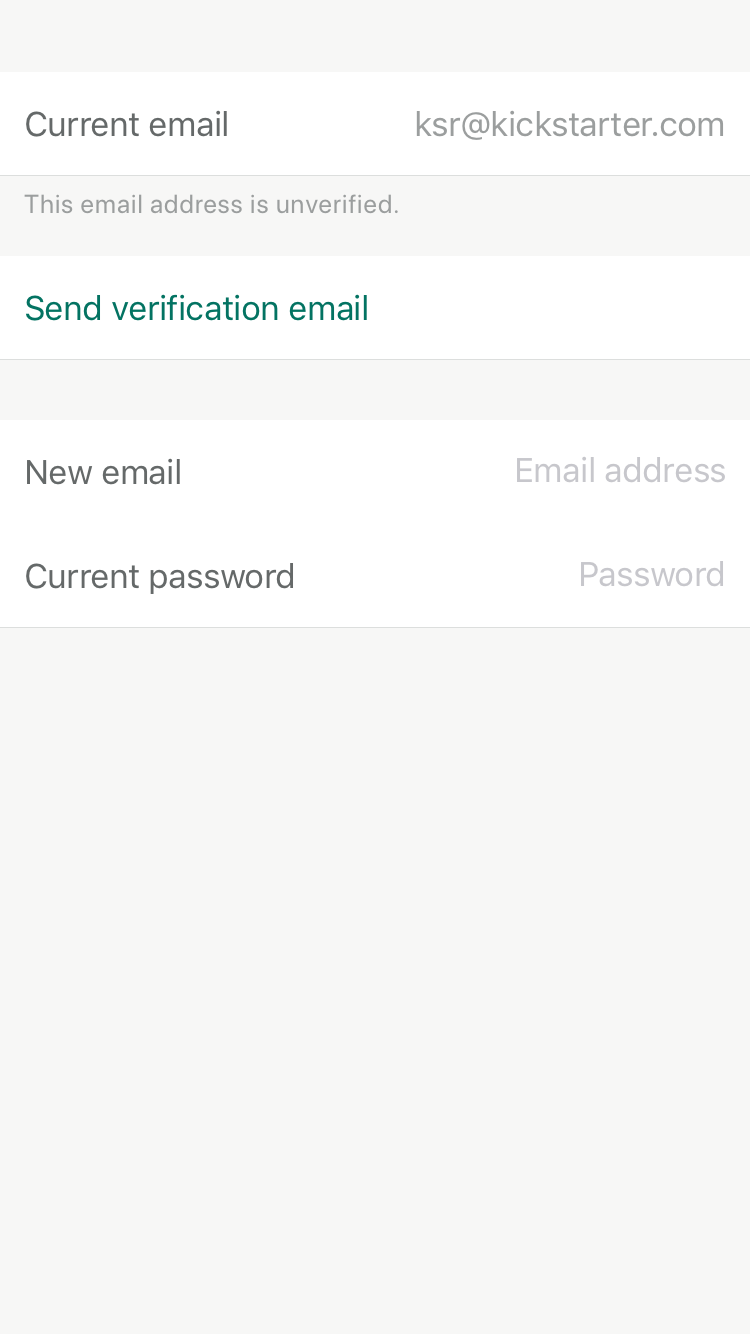 Current email ksr@kickstarter.com
This email address is unverified.
Send verification email
New email Email address
Current password Password